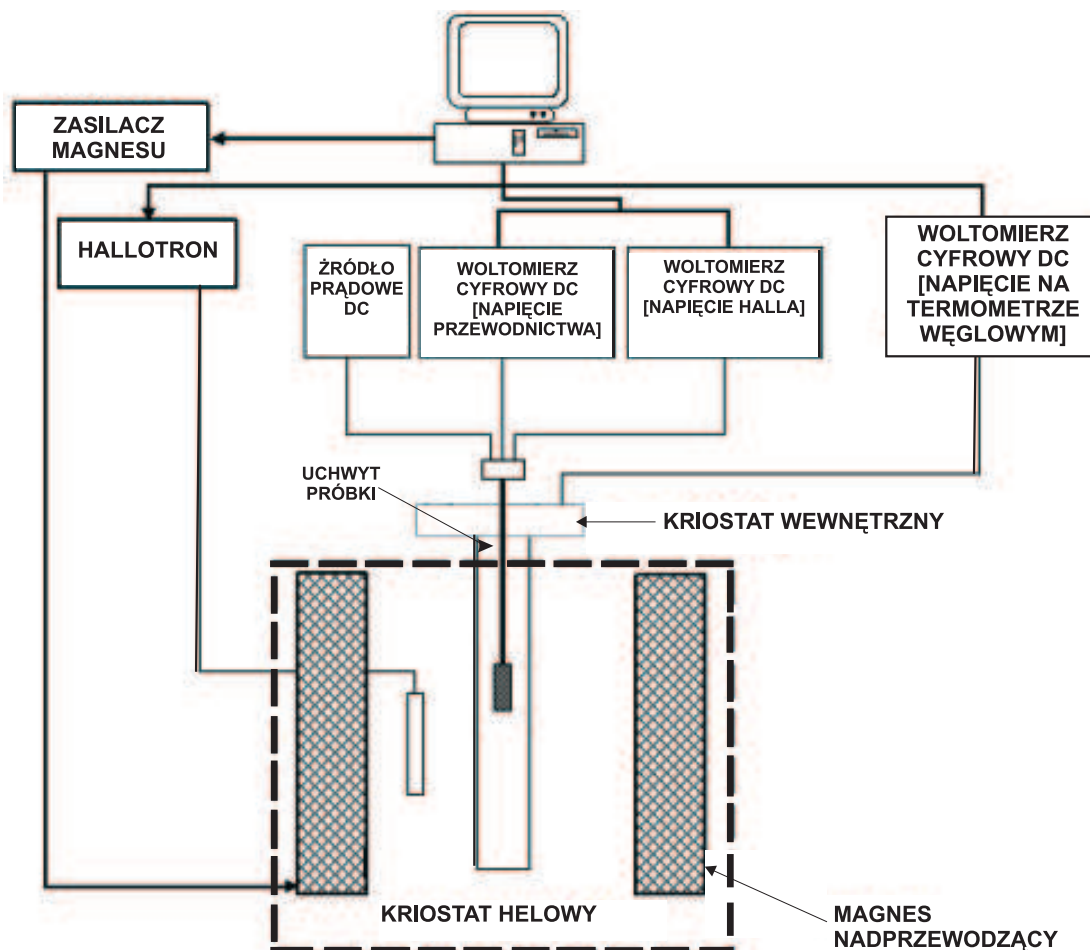 ZASILACZ
MAGNESU
HALLOTRON
ŻRÓDŁO
PRĄDOWE
DC
WOLTOMIERZ
CYFROWY DC
[NAPIĘCIE
PRZEWODNICTWA]
WOLTOMIERZ
CYFROWY DC
[NAPIĘCIE HALLA]
WOLTOMIERZ
CYFROWY DC
[NAPIĘCIE NA
TERMOMETRZE
WĘGLOWYM]
UCHWYT
PRÓBKI
KRIOSTAT WEWNĘTRZNY
KRIOSTAT HELOWY
MAGNES
NADPRZEWODZĄCY